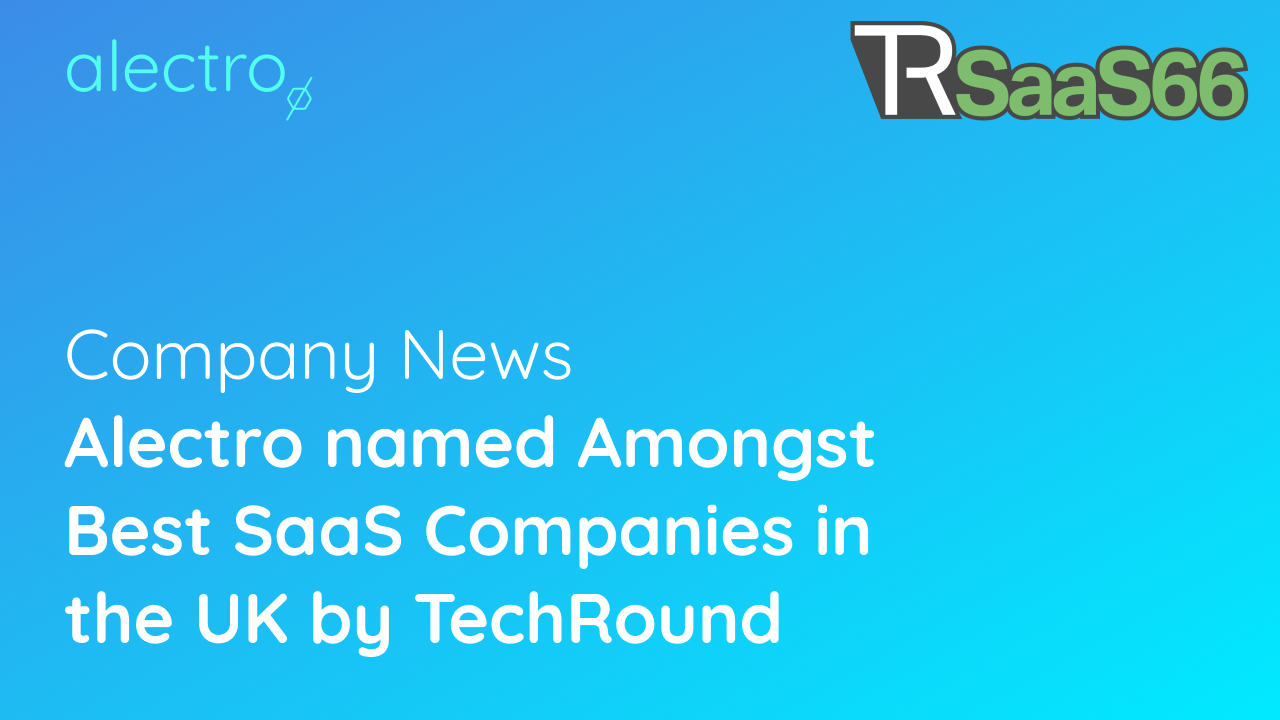 alectro
TRSaaS66
Company News
Alectro named Amongst
Best SaaS Companies in
the UK by TechRound